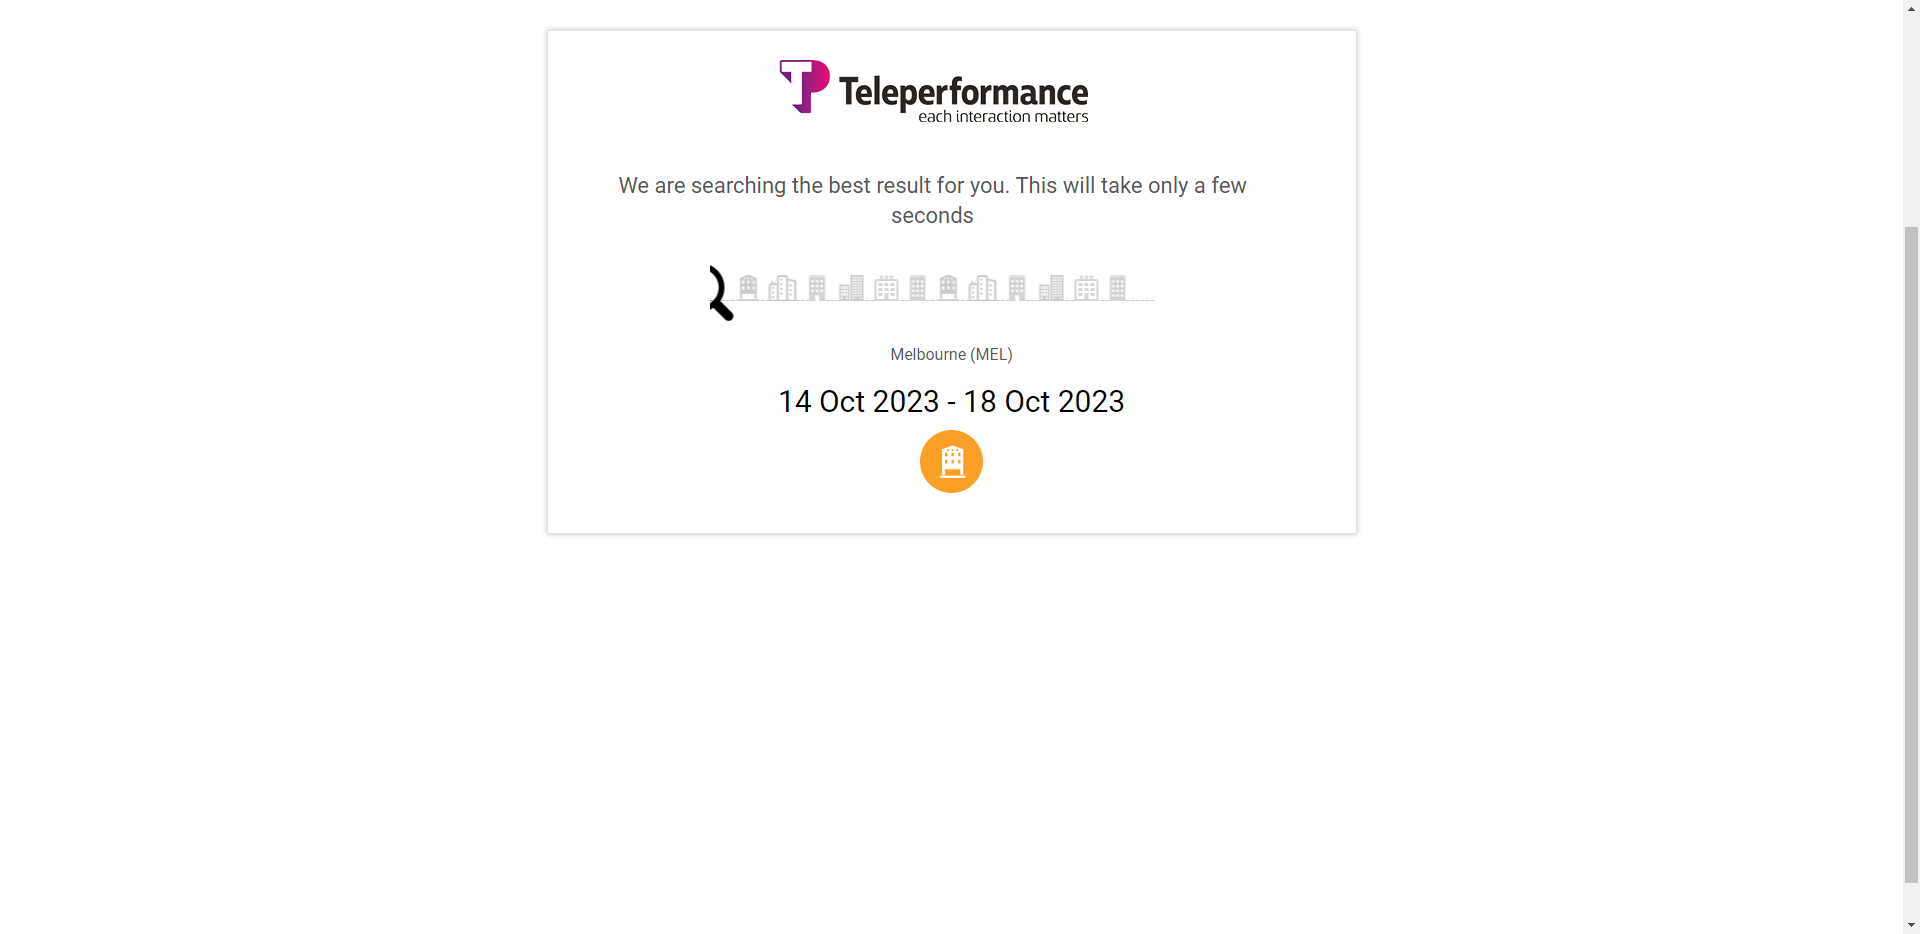 Teleperformance
each interaction matters
We are searching the best result for you. This will take only a few
seconds
Melbourne (MEL)
14 Oct 2023 - 18 Oct 2023